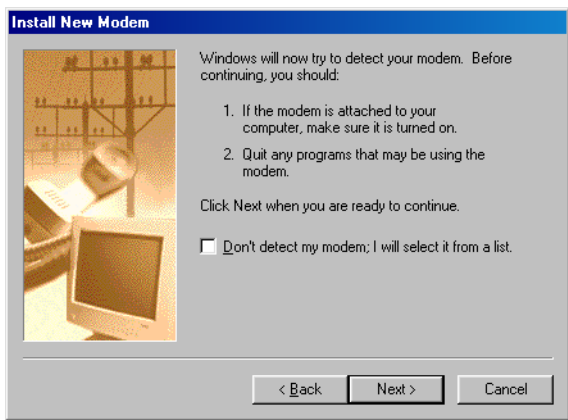 Install New Modem
Windows will now try to detect your modem. Before
continuing, you should:
1. If the modem is attached to your
computer, make sure it is turned on.
2. Quit any programs that may be using the
modem.
Click Next when you are ready to continue.
Don't detect my modem; I will select it from a list.
< Back
Next >
Cancel